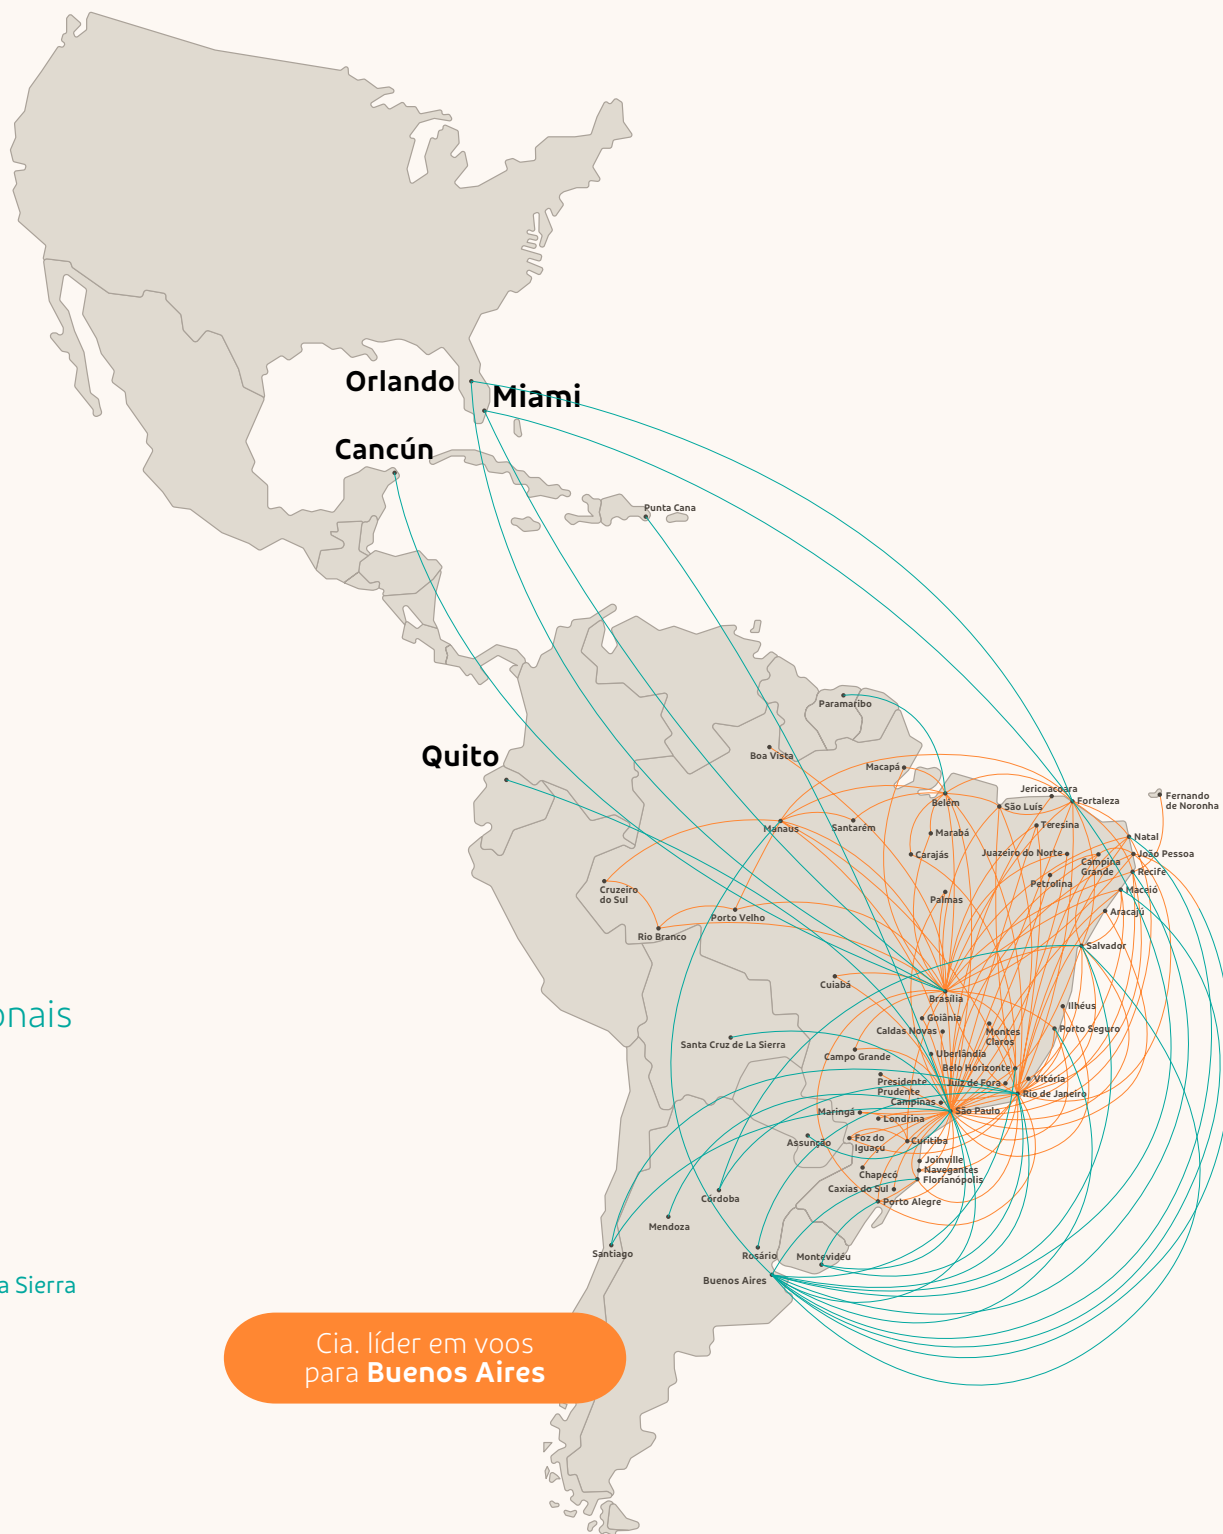 Orlando
Miami
Cancún
Punta Cana
Paramaribo
Quito
Boa Vista
Macapá
Jericoacoara
Fernando
de Noronha
Belém
São Luís
Fortaleza
Manaus
Santarém
Marabá
Teresina
Natal
Carajás
Juazeiro do Norte
Campina
Grande
João Pessoa
Recife
Petrolina
Cruzeiro
do Sul
Palmas
Maceió
Porto Velho
Aracajú
Rio Branco
Salvador
Cuiabá
Brasília
onais
Ilhéus
Goiânia
Caldas Novas
Montes
Claros
Porto Seguro
Santa Cruz de La Sierra
Campo Grande
Uberlândia
Belo Horizonte
Presidente
Prudente
Juiz de Fora
Vitória
Rio de Janeiro
Campinas
Maringá
São Paulo
Londrina
Assunção
Foz do
Iguaçu
Curitiba
Joinville
Navegantes
Chapecó
Florianópolis
Caxias do Sul
Córdoba
Porto Alegre
Mendoza
Santiago
Rosário
Montevidéu
Buenos Aires
a Sierra
Cia. líder em voos
para Buenos Aires